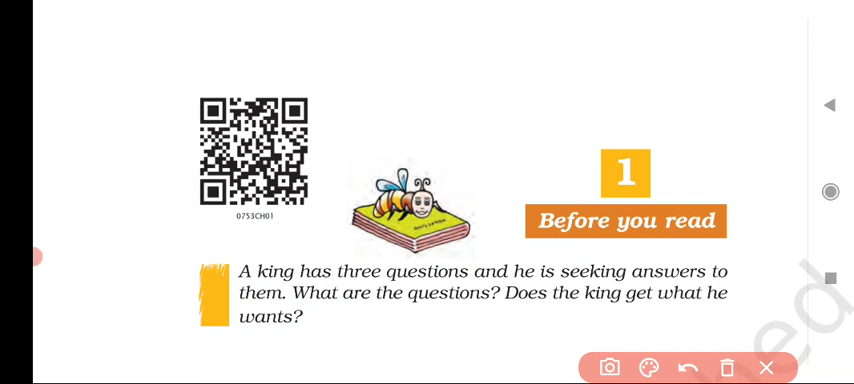 0753CH01
1
Before you read
A king has three questions and he is seeking answers to
them. What are the questions? Does the king get what he
wants?